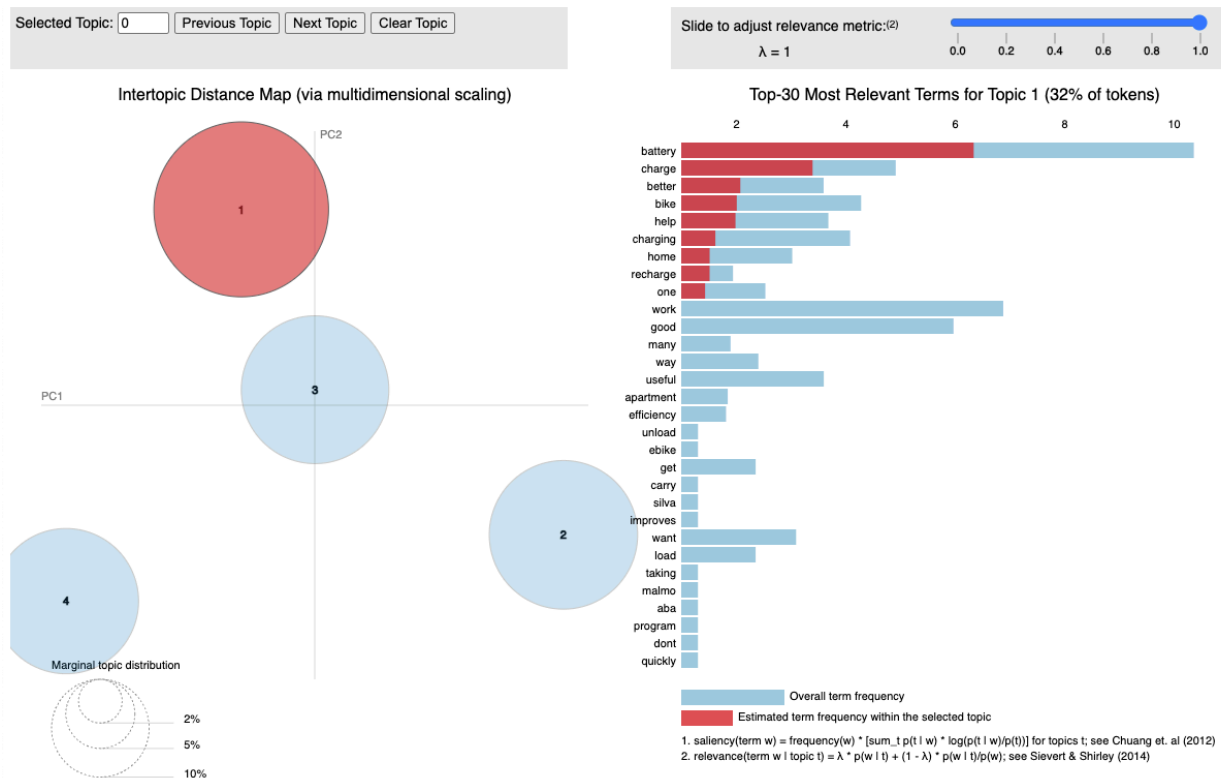 Selected Topic: 0 Previous Topic Next Topic Clear Topic
Slide to adjust relevance metric:(2)
λ = 1
0.0 0.2 0.4 0.6 0.8 1.0
Intertopic Distance Map (via multidimensional scaling)
PC2
1
3
PC1
2
4
Marginal topic distribution
2%
5%
10%
Top-30 Most Relevant Terms for Topic 1 (32% of tokens)
2 4 6 8 10
battery
charge
better
bike
help
charging
home
recharge
one
work
good
many
way
useful
apartment
efficiency
unload
ebike
get
carry
silva
improves
want
load
taking
malmo
aba
program
dont
quickly
Overall term frequency
Estimated term frequency within the selected topic
1. saliency(term w) = frequency(w) * [sum_t p(t | w) * log(p(t | w)/p(t))] for topics t; see Chuang et. al (2012)
2. relevance(term w | topic t) = λ * p(w | t) + (1 - λ) * p(w | t)/p(w); see Sievert & Shirley (2014)